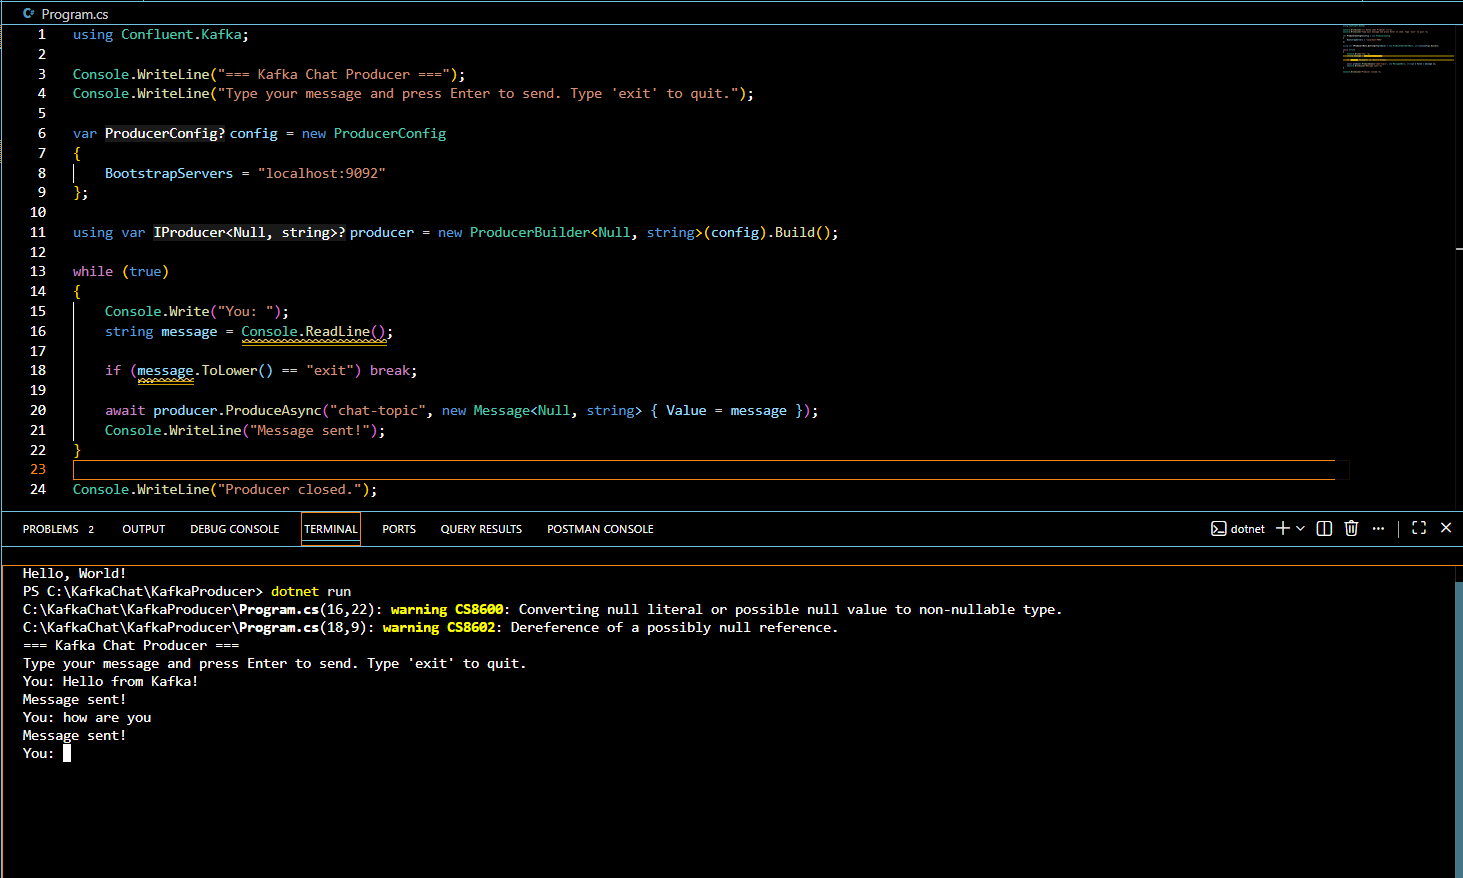 Program.cs
1 using Confluent.Kafka;
2
3 Console.WriteLine("=== Kafka Chat Producer ===");
4 Console.WriteLine("Type your message and press Enter to send. Type 'exit' to quit.");
5
6 var ProducerConfig? config = new ProducerConfig
7 {
8     BootstrapServers = "localhost:9092"
9 };
10
11 using var IProducer<Null, string>? producer = new ProducerBuilder<Null, string>(config).Build();
12
13 while (true)
14 {
15     Console.Write("You: ");
16     string message = Console.ReadLine();
17
18     if (message.ToLower() == "exit") break;
19
20     await producer.ProduceAsync("chat-topic", new Message<Null, string> { Value = message });
21     Console.WriteLine("Message sent!");
22 }
23
24 Console.WriteLine("Producer closed.");
PROBLEMS 2 OUTPUT DEBUG CONSOLE TERMINAL PORTS QUERY RESULTS POSTMAN CONSOLE dotnet
Hello, World!
PS C:\KafkaChat\KafkaProducer> dotnet run
C:\KafkaChat\KafkaProducer\Program.cs(16,22): warning CS8600: Converting null literal or possible null value to non-nullable type.
C:\KafkaChat\KafkaProducer\Program.cs(18,9): warning CS8602: Dereference of a possibly null reference.
=== Kafka Chat Producer ===
Type your message and press Enter to send. Type 'exit' to quit.
You: Hello from Kafka!
Message sent!
You: how are you
Message sent!
You: